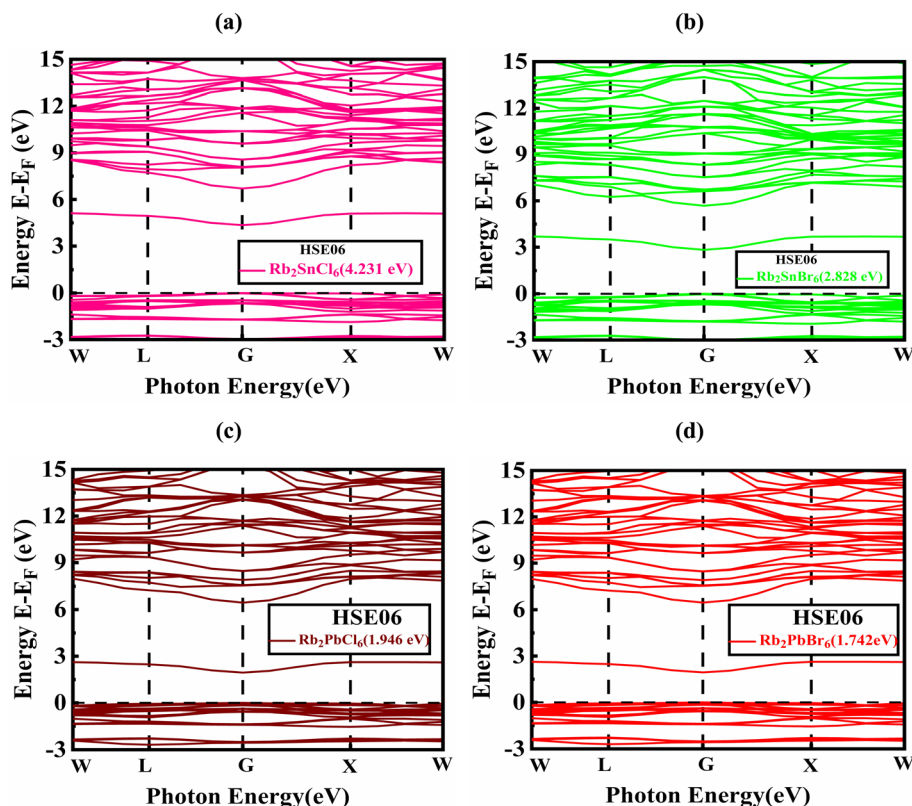 (a)
15
12
9
6
3
0
-3
Energy E-E_F (eV)
HSE06
Rb₂SnCl₆(4.231 eV)
W L G X W
Photon Energy(eV)
(b)
15
12
9
6
3
0
-3
Energy E-E_F (eV)
HSE06
Rb₂SnBr₆(2.828 eV)
W L G X W
Photon Energy(eV)
(c)
15
12
9
6
3
0
-3
Energy E-E_F (eV)
HSE06
Rb₂PbCl₆(1.946 eV)
W L G X W
Photon Energy(eV)
(d)
15
12
9
6
3
0
-3
Energy E-E_F (eV)
HSE06
Rb₂PbBr₆(1.742eV)
W L G X W
Photon Energy(eV)